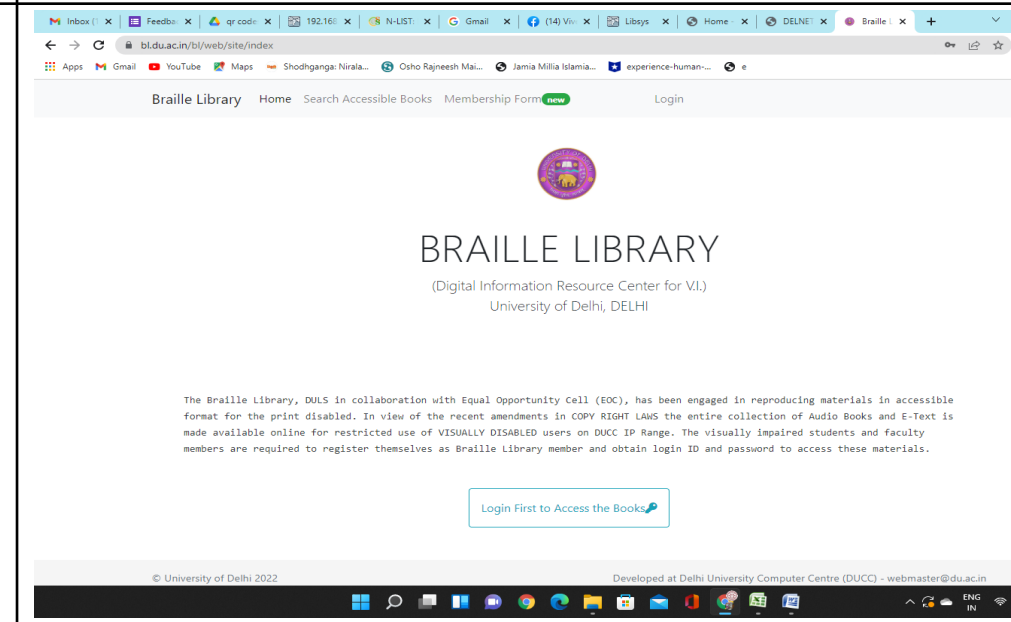 Inbox (1
Feedba
qr code
192.168
N-LIST:
Gmail
(14) Viv
Libsys
Home -
DELNET
Braille L
bl.du.ac.in/bl/web/site/index
Apps
Gmail
YouTube
Maps
Shodhganga: Nirala...
Osho Rajneesh Mai...
Jamia Millia Islamia...
experience-human-...
e
Braille Library Home Search Accessible Books Membership Form new Login
BRAILLE LIBRARY
(Digital Information Resource Center for V.I.)
University of Delhi, DELHI
The Braille Library, DULS in collaboration with Equal Opportunity Cell (EOC), has been engaged in reproducing materials in accessible
format for the print disabled. In view of the recent amendments in COPY RIGHT LAWS the entire collection of Audio Books and E-Text is
made available online for restricted use of VISUALLY DISABLED users on DUCC IP Range. The visually impaired students and faculty
members are required to register themselves as Braille Library member and obtain login ID and password to access these materials.
Login First to Access the Books
© University of Delhi 2022 Developed at Delhi University Computer Centre (DUCC) - webmaster@du.ac.in
ENG
IN